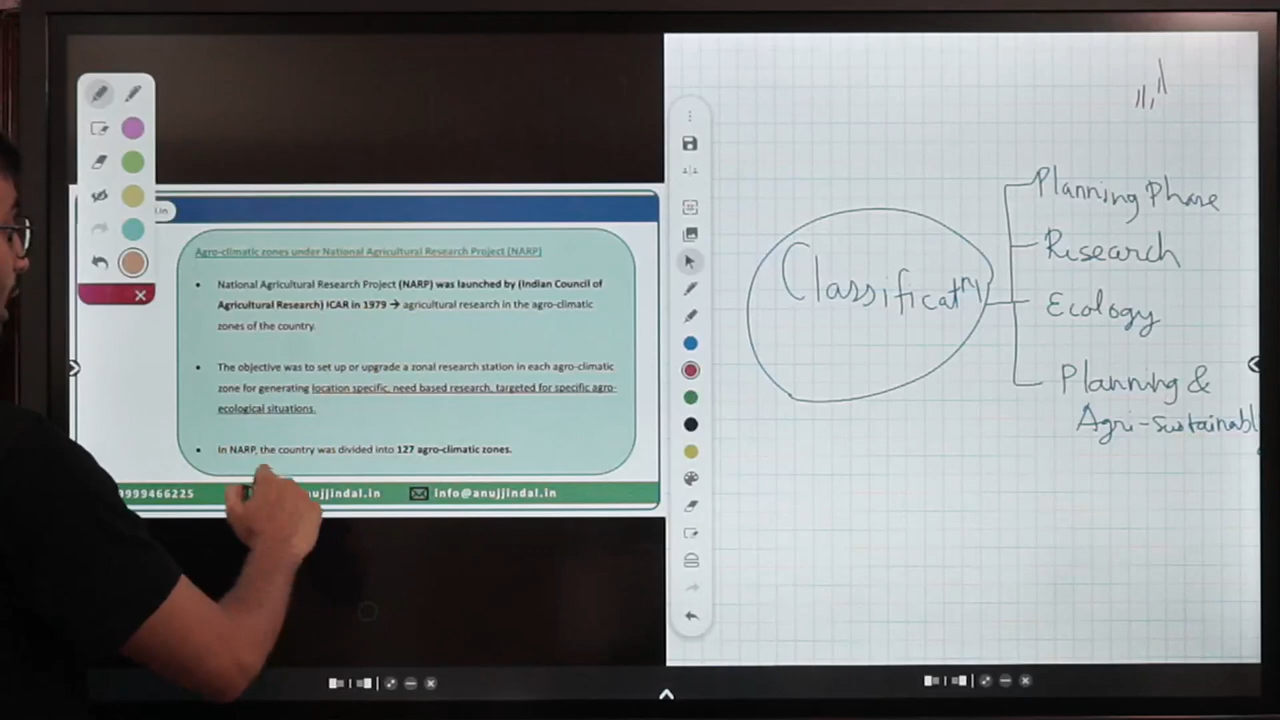 .in
Agro-climatic zones under National Agricultural Research Project (NARP)
• National Agricultural Research Project (NARP) was launched by (Indian Council of
Agricultural Research) ICAR in 1979 → agricultural research in the agro-climatic
zones of the country.
• The objective was to set up or upgrade a zonal research station in each agro-climatic
zone for generating location specific, need based research, targeted for specific agro-
ecological situations.
• In NARP, the country was divided into 127 agro-climatic zones.
9999466225 nujjindal.in info@anujjindal.in
Classificatn
Planning Phase
Research
Ecology
Planning &
Agri-sustainabl